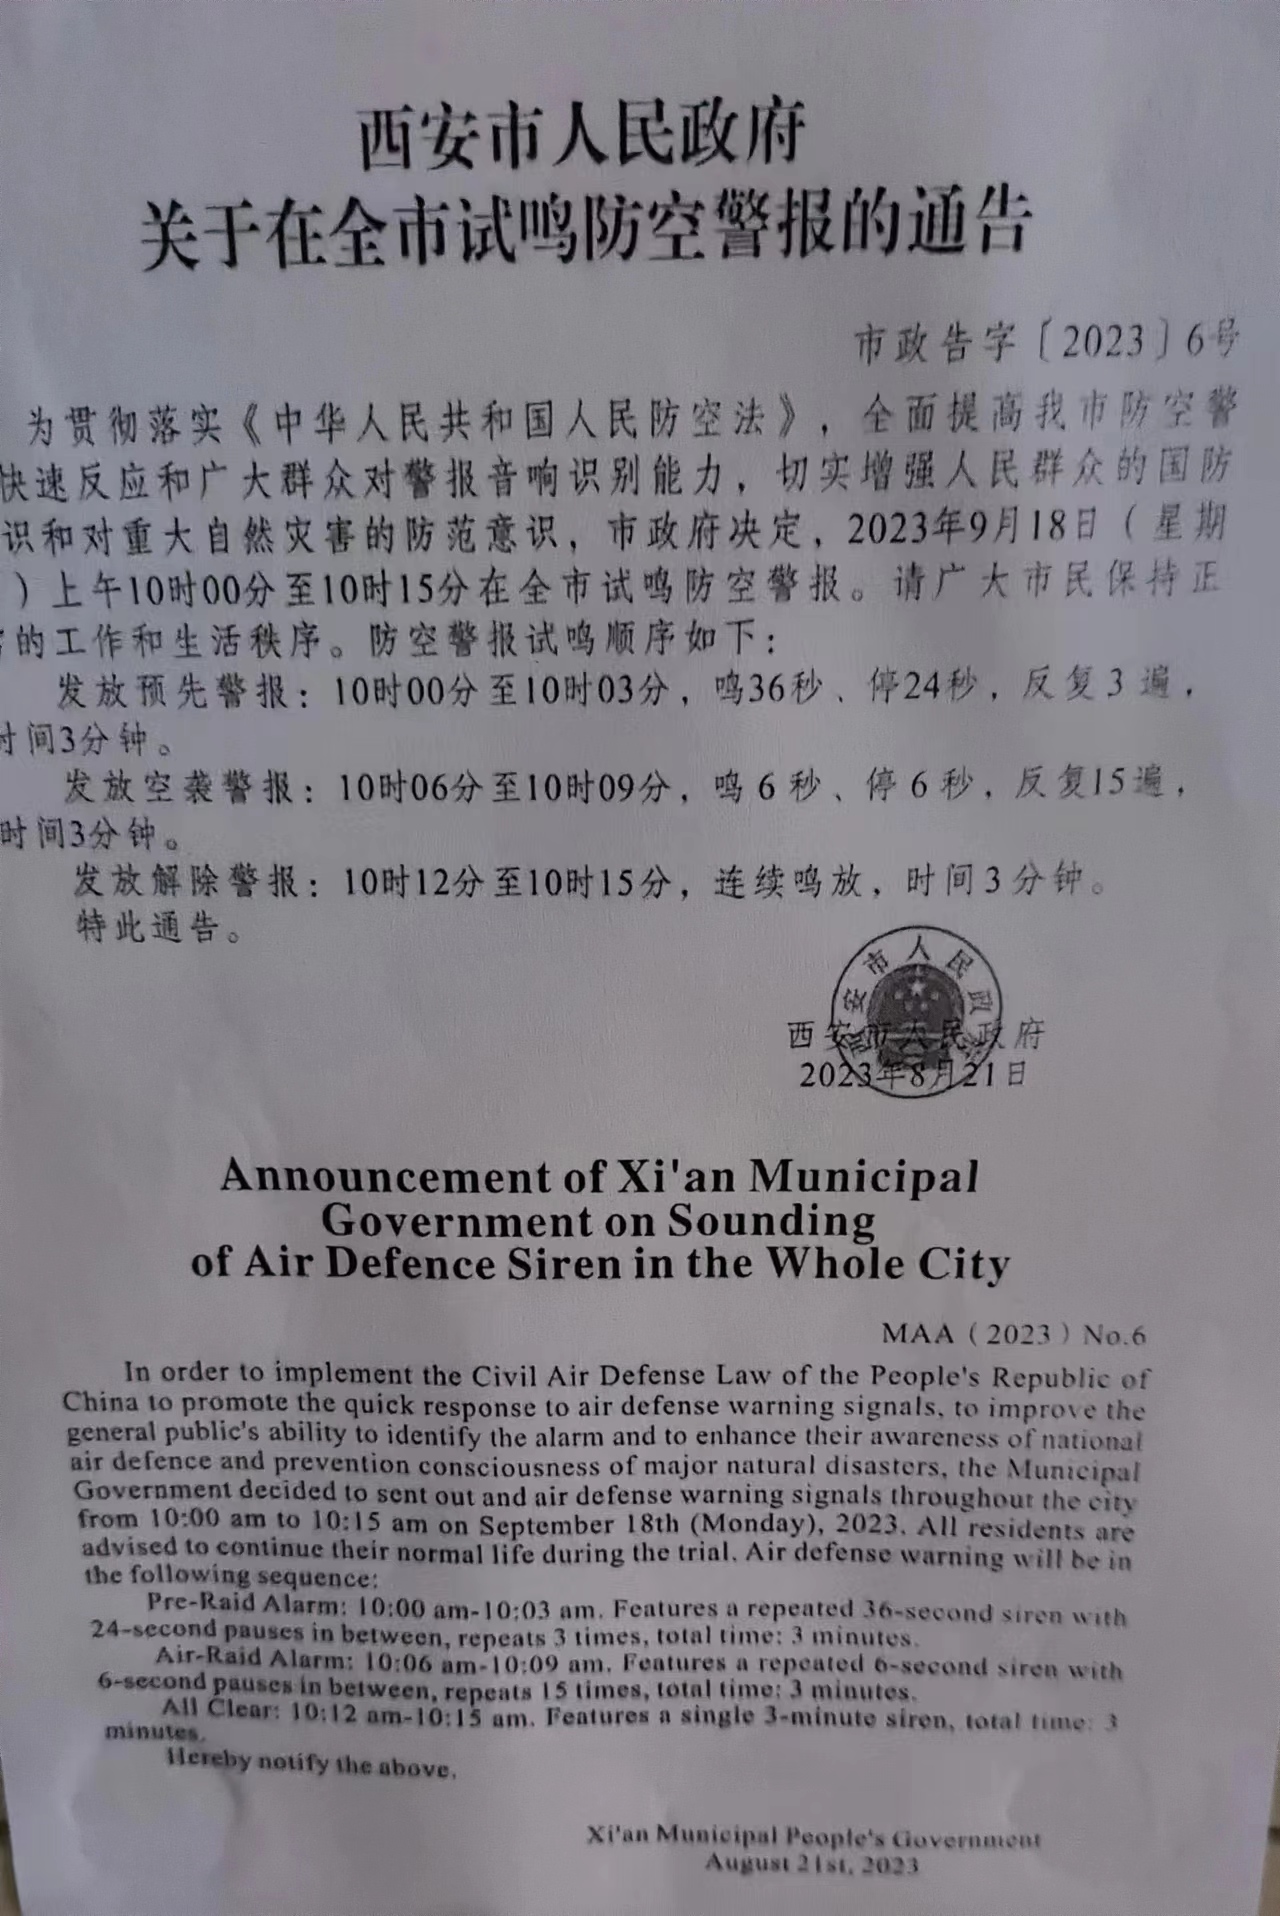 西安市人民政府
关于在全市试鸣防空警报的通告
市政告字〔2023〕6号
为贯彻落实《中华人民共和国人民防空法》，全面提高我市防空警
快速反应和广大群众对警报音响识别能力，切实增强人民群众的国防
识和对重大自然灾害的防范意识，市政府决定，2023年9月18日（星期
）上午10时00分至10时15分在全市试鸣防空警报。请广大市民保持正
的工作和生活秩序。防空警报试鸣顺序如下：
发放预先警报：10时00分至10时03分，鸣36秒、停24秒，反复3遍，
时间3分钟。
发放空袭警报：10时06分至10时09分，鸣6秒、停6秒，反复15遍，
时间3分钟。
发放解除警报：10时12分至10时15分，连续鸣放，时间3分钟。
特此通告。
安市人民政
西安市人民政府
2023年8月21日
Announcement of Xi'an Municipal
Government on Sounding
of Air Defence Siren in the Whole City
MAA（2023）No.6
In order to implement the Civil Air Defense Law of the People's Republic of
China to promote the quick response to air defense warning signals, to improve the
general public's ability to identify the alarm and to enhance their awareness of national
air defence and prevention consciousness of major natural disasters, the Municipal
Government decided to sent out and air defense warning signals throughout the city
from 10:00 am to 10:15 am on September 18th (Monday), 2023. All residents are
advised to continue their normal life during the trial. Air defense warning will be in
the following sequence:
Pre-Raid Alarm: 10:00 am-10:03 am. Features a repeated 36-second siren with
24-second pauses in between, repeats 3 times, total time: 3 minutes.
Air-Raid Alarm: 10:06 am-10:09 am. Features a repeated 6-second siren with
6-second pauses in between, repeats 15 times, total time: 3 minutes.
All Clear: 10:12 am-10:15 am. Features a single 3-minute siren, total time: 3
minutes.
Hereby notify the above.
Xi'an Municipal People's Government
August 21st, 2023